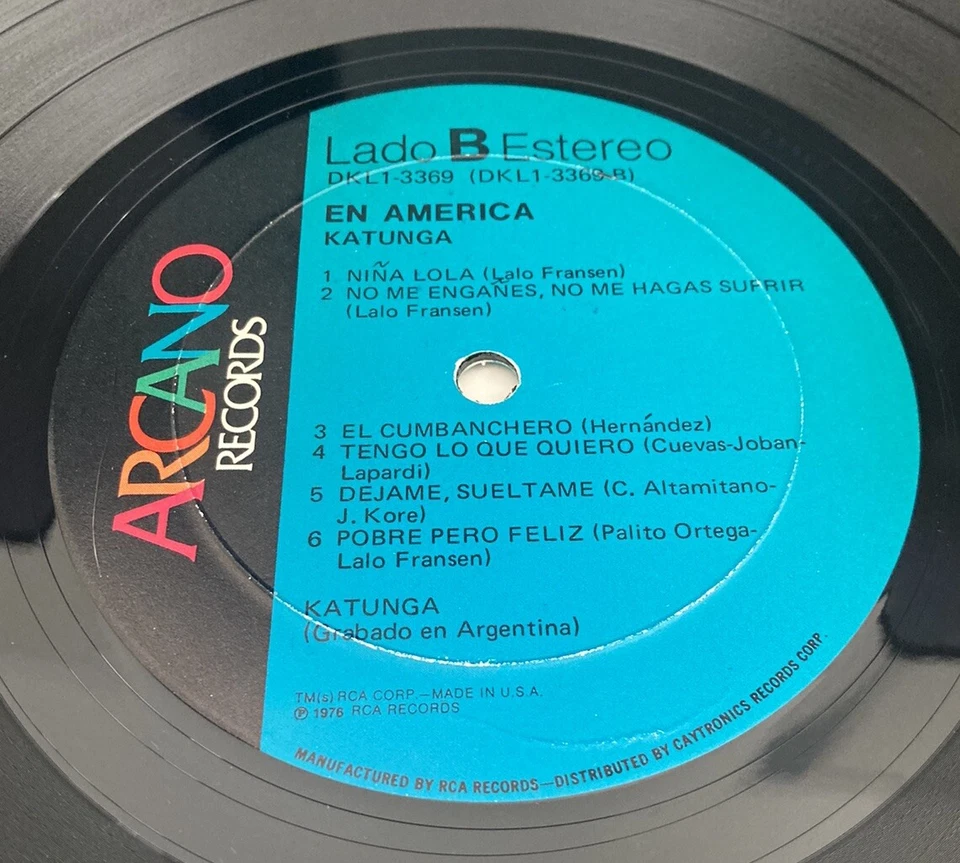 Lado B Estereo
DKL1-3369 (DKL1-3369-B)
EN AMERICA
KATUNGA
1 NIÑA LOLA (Lalo Fransen)
2 NO ME ENGAÑES, NO ME HAGAS SUFRIR
(Lalo Fransen)
3 EL CUMBANCHERO (Hernández)
4 TENGO LO QUE QUIERO (Cuevas-Joban-
Lapardi)
5 DEJAME, SUELTAME (C. Altamitano-
J. Kore)
6 POBRE PERO FELIZ (Palito Ortega-
Lalo Fransen)
KATUNGA
(Grabado en Argentina)
TM(s) RCA CORP.—MADE IN U.S.A.
℗ 1976 RCA RECORDS
MANUFACTURED BY RCA RECORDS—DISTRIBUTED BY CAYTRONICS RECORDS CORP.
ARCANO
RECORDS